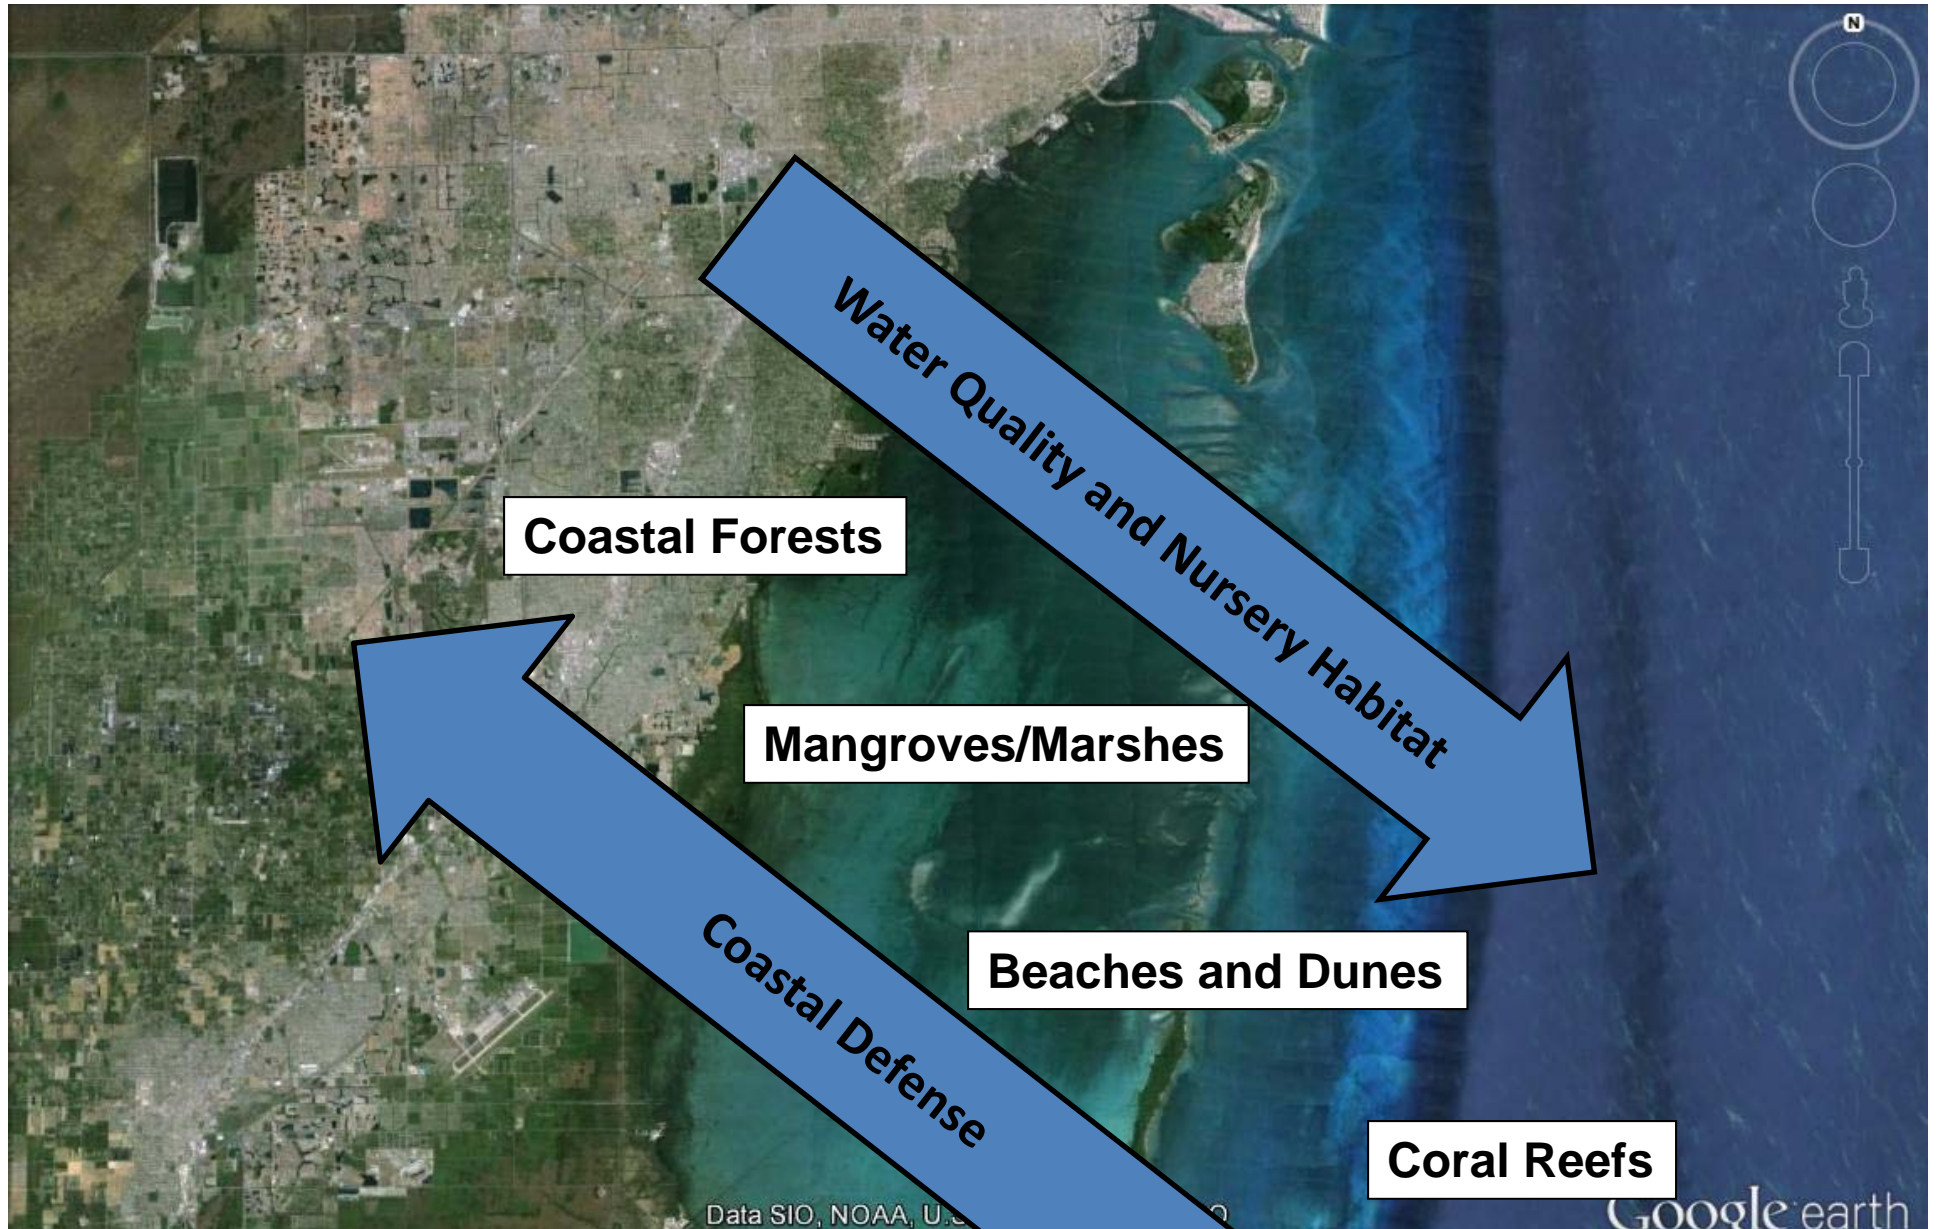 N
Water Quality and Nursery Habitat
Coastal Forests
Mangroves/Marshes
Coastal Defense
Beaches and Dunes
Coral Reefs
Data SIO, NOAA, U.S
Google earth